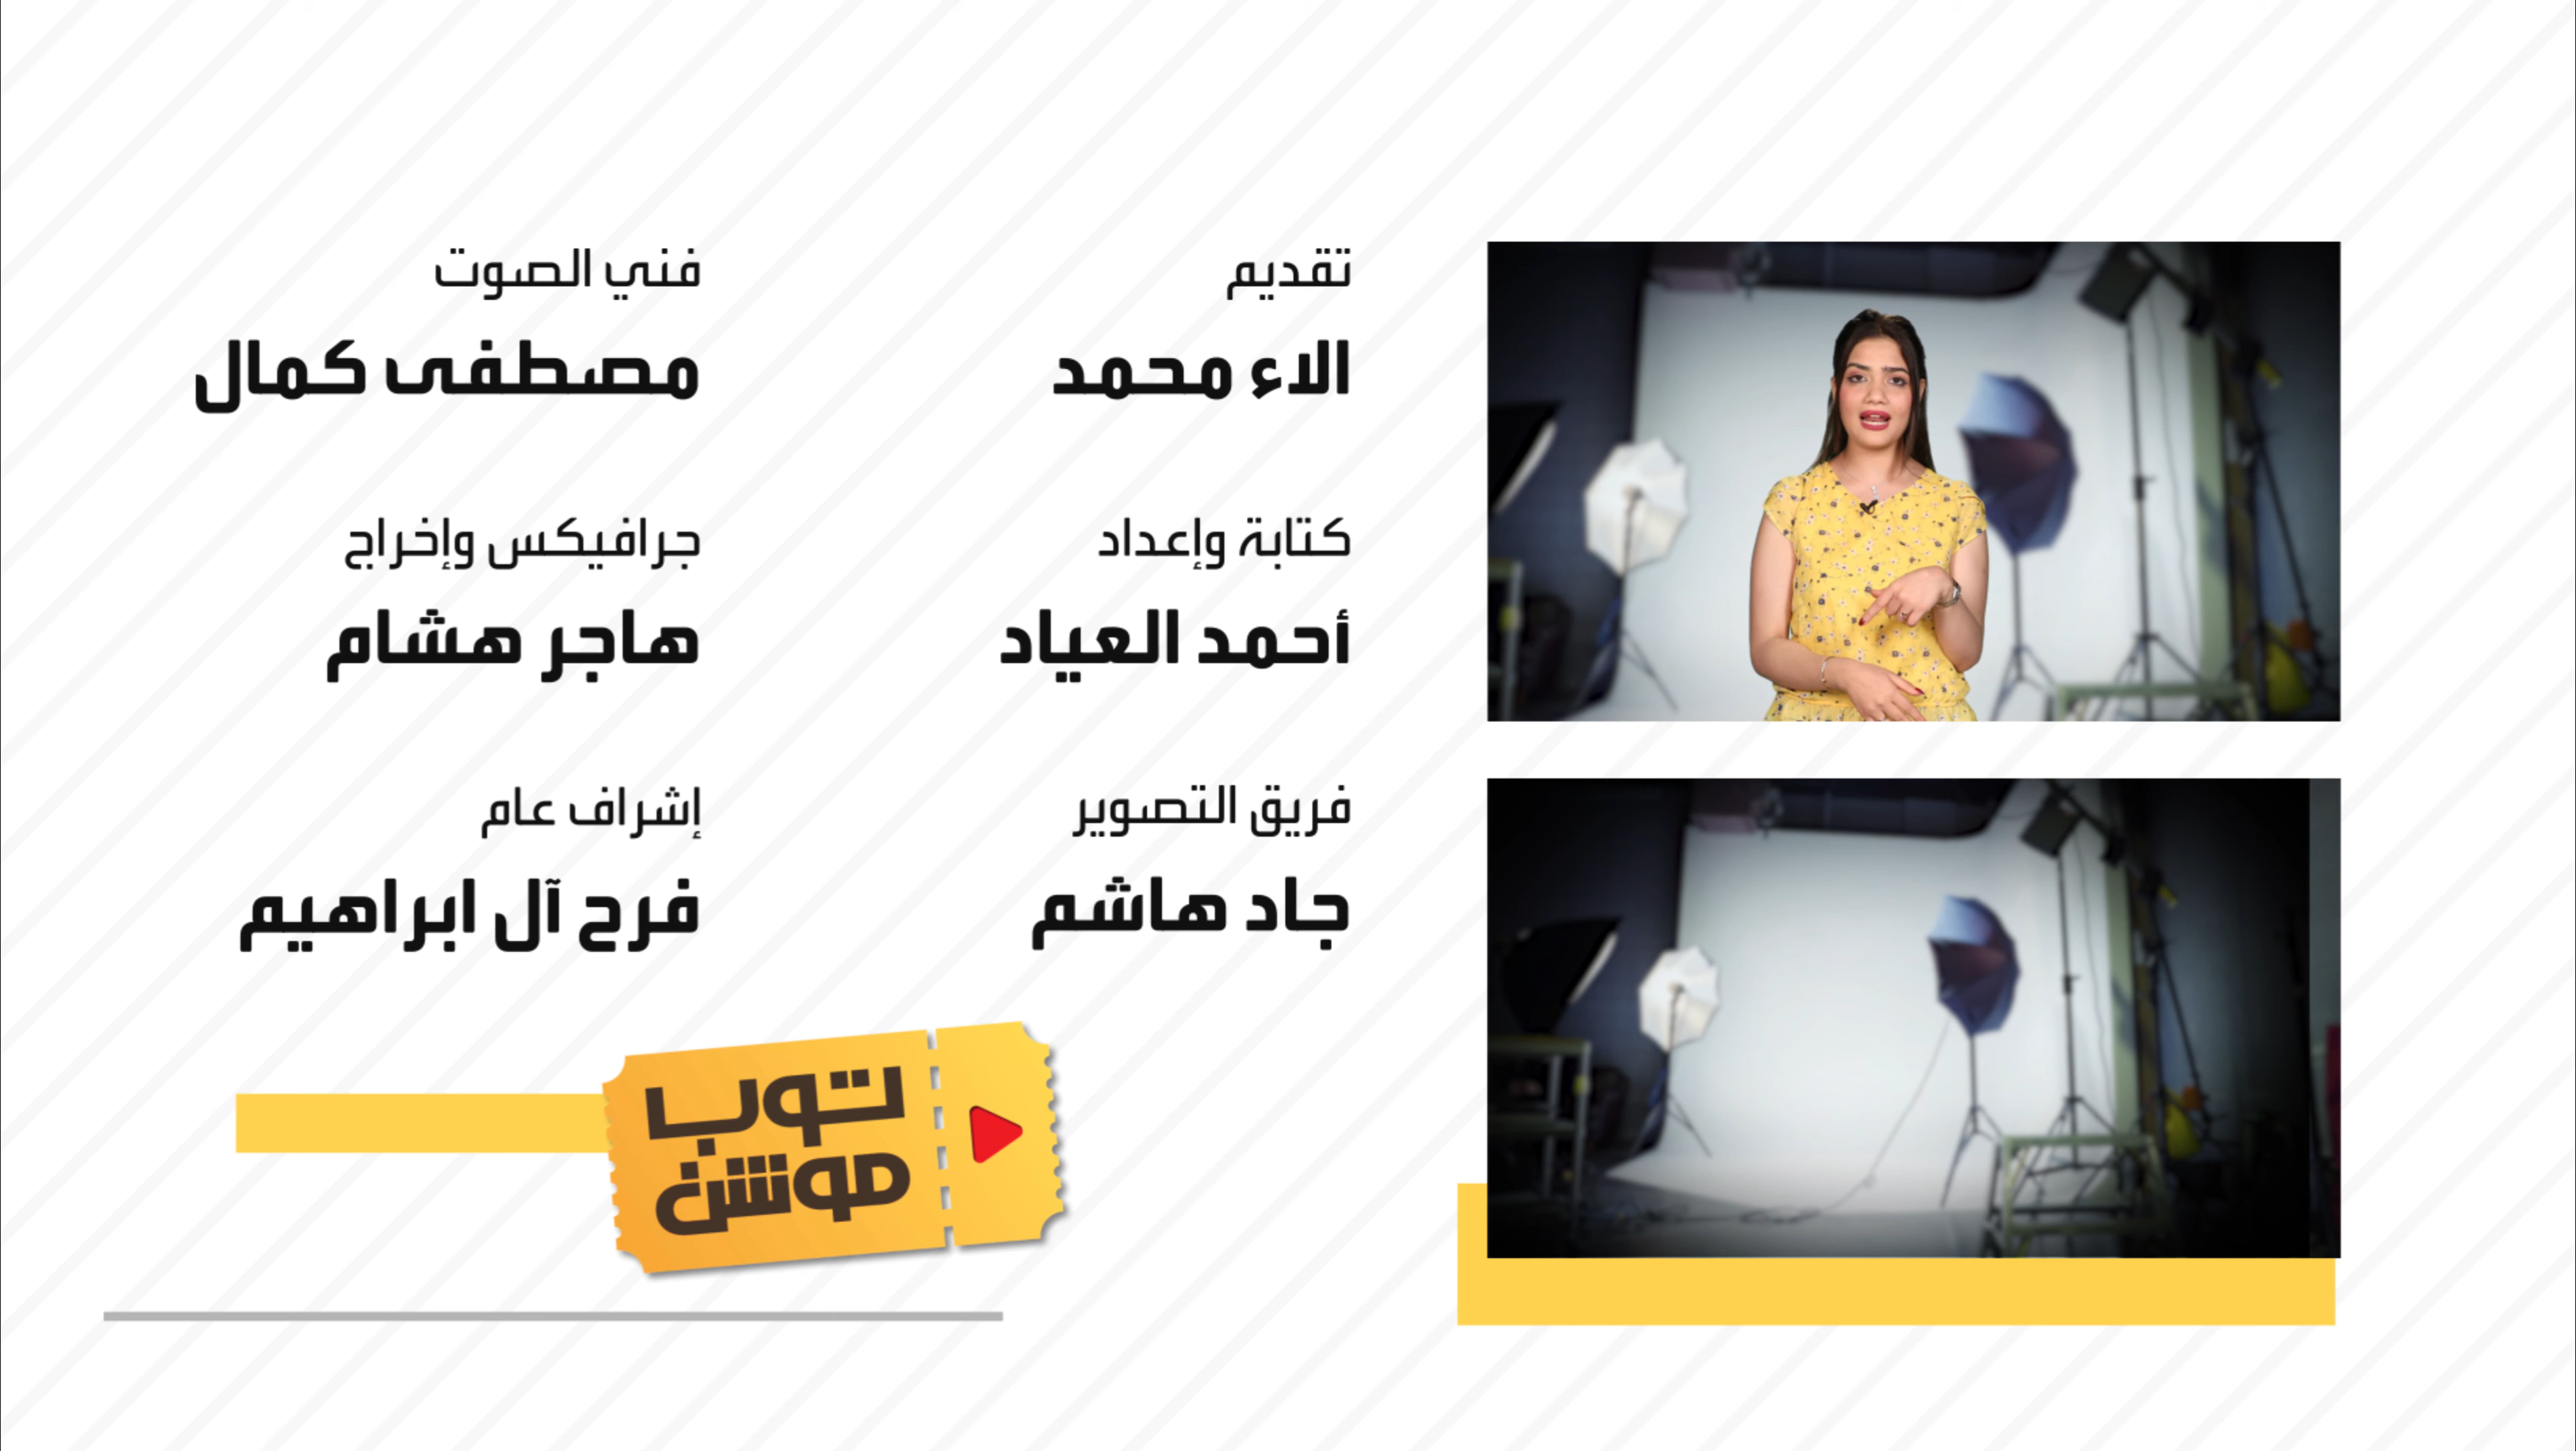 تقديم
الاء محمد
كتابة وإعداد
أحمد العياد
فريق التصوير
جاد هاشم
فني الصوت
مصطفى كمال
جرافيكس وإخراج
هاجر هشام
إشراف عام
فرح آل ابراهيم
توب
موشن